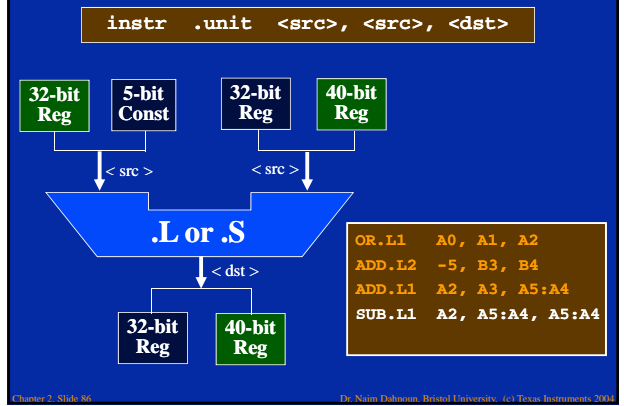 instr .unit <src>, <src>, <dst>
32-bit Reg
5-bit Const
32-bit Reg
40-bit Reg
< src >
< src >
.L or .S
< dst >
32-bit Reg
40-bit Reg
OR.L1 A0, A1, A2
ADD.L2 -5, B3, B4
ADD.L1 A2, A3, A5:A4
SUB.L1 A2, A5:A4, A5:A4
Chapter 2, Slide 86
Dr. Naim Dahnoun, Bristol University, (c) Texas Instruments 2004